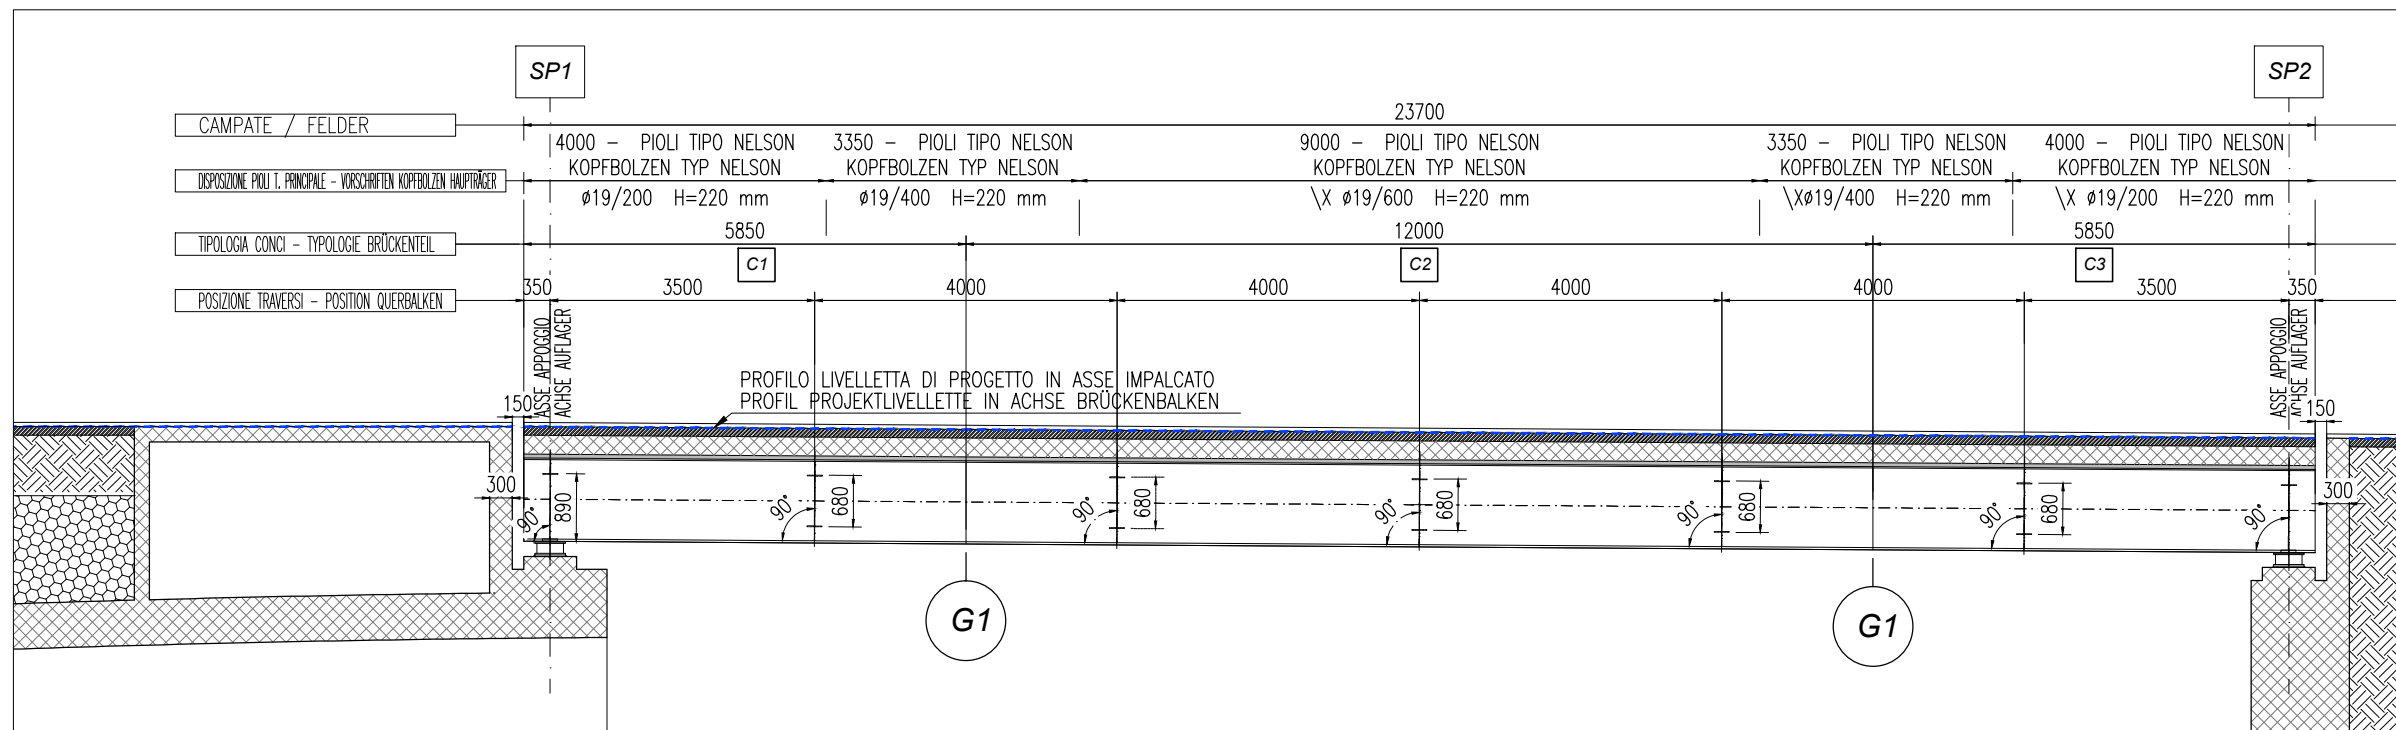 SP1
SP2
CAMPATE / FELDER
23700
4000 - PIOLI TIPO NELSON
KOPFBOLZEN TYP NELSON
ø19/200 H=220 mm
3350 - PIOLI TIPO NELSON
KOPFBOLZEN TYP NELSON
ø19/400 H=220 mm
9000 - PIOLI TIPO NELSON
KOPFBOLZEN TYP NELSON
\X ø19/600 H=220 mm
3350 - PIOLI TIPO NELSON
KOPFBOLZEN TYP NELSON
\Xø19/400 H=220 mm
4000 - PIOLI TIPO NELSON
KOPFBOLZEN TYP NELSON
\X ø19/200 H=220 mm
DISPOSIZIONE PIOLI T. PRINCIPALE - VORSCHRIFTEN KOPFBOLZEN HAUPTRÄGER
TIPOLOGIA CONCI - TYPOLOGIE BRÜCKENTEIL
5850
12000
5850
C1
C2
C3
POSIZIONE TRAVERSI - POSITION QUERBALKEN
350
3500
4000
4000
4000
4000
3500
350
ASSE APPOGGIO
ACHSE AUFLAGER
ASSE APPOGGIO
ACHSE AUFLAGER
PROFILO LIVELLETTA DI PROGETTO IN ASSE IMPALCATO
PROFIL PROJEKTLIVELLETTE IN ACHSE BRÜCKENBALKEN
150
150
300
90°
890
90°
680
90°
680
90°
680
90°
680
90°
680
90°
300
G1
G1